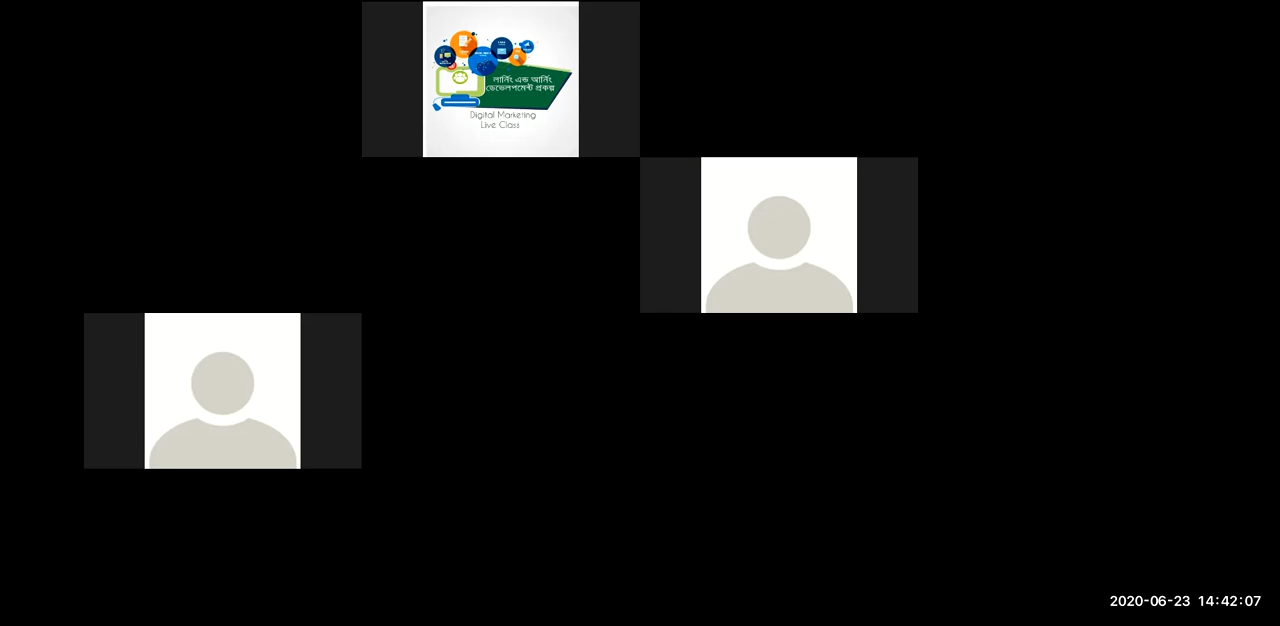 লার্নিং এন্ড আর্নিং
ডেভেলপমেন্ট প্রকল্প
Digital Marketing
Live Class
2020-06-23 14:42:07